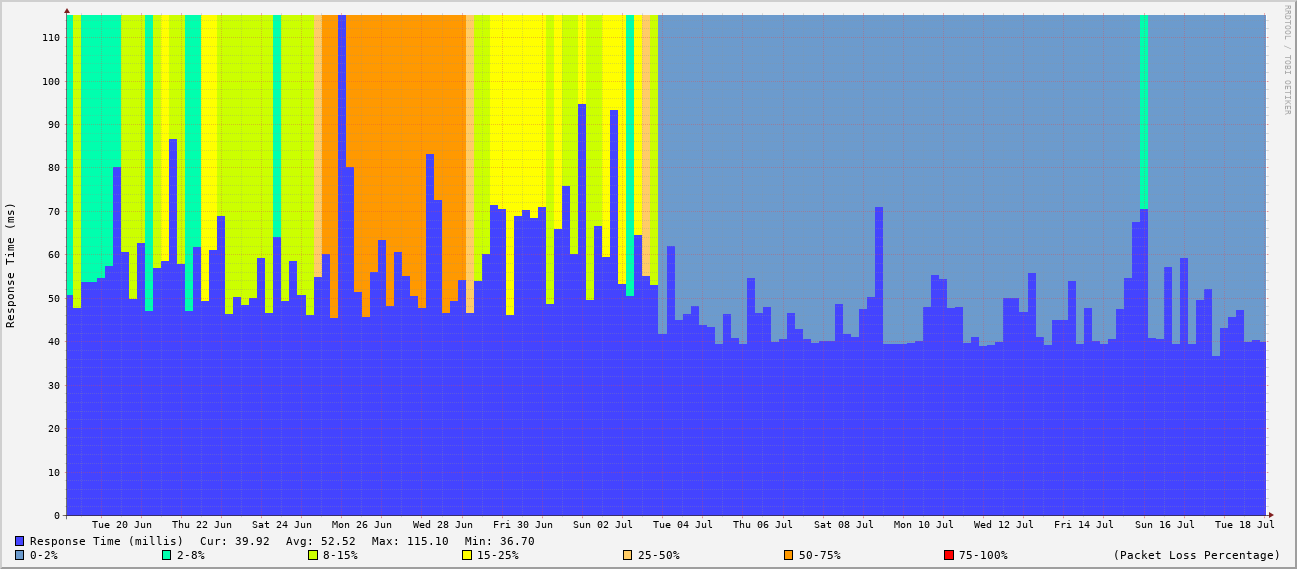 RRDTOOL / TOBI OETIKER
Response Time (ms)
110
100
90
80
70
60
50
40
30
20
10
0
Tue 20 Jun Thu 22 Jun Sat 24 Jun Mon 26 Jun Wed 28 Jun Fri 30 Jun Sun 02 Jul Tue 04 Jul Thu 06 Jul Sat 08 Jul Mon 10 Jul Wed 12 Jul Fri 14 Jul Sun 16 Jul Tue 18 Jul
Response Time (millis) Cur: 39.92 Avg: 52.52 Max: 115.10 Min: 36.70
0-2% 2-8% 8-15% 15-25% 25-50% 50-75% 75-100% (Packet Loss Percentage)